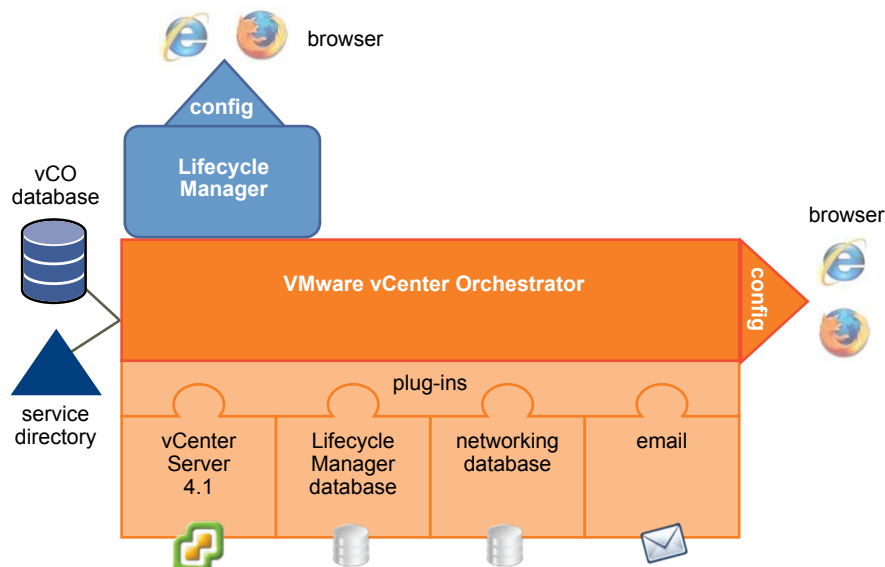 browser
config
Lifecycle
Manager
vCO
database
browser
VMware vCenter Orchestrator
config
service
directory
plug-ins
vCenter
Server
4.1
Lifecycle
Manager
database
networking
database
email